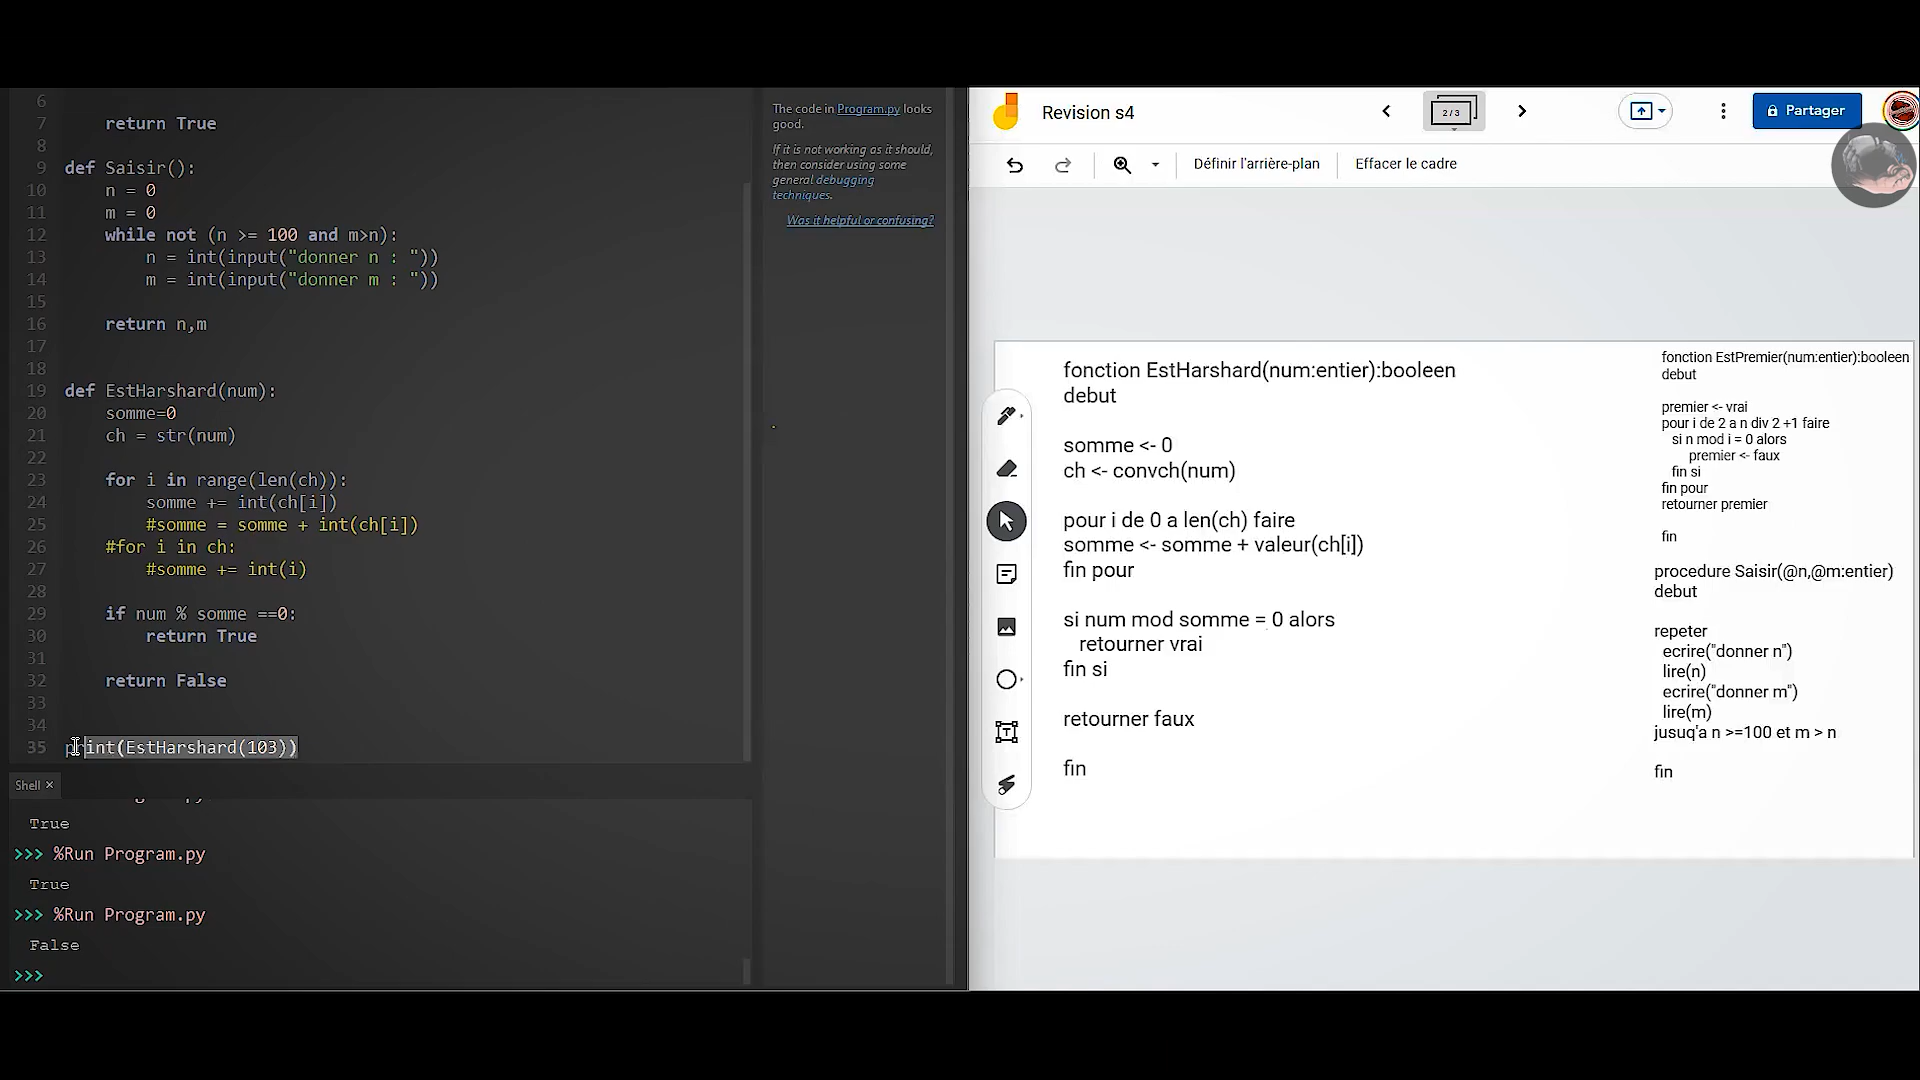 6
7 return True
8
9 def Saisir():
10 n = 0
11 m = 0
12 while not (n >= 100 and m>n):
13 n = int(input("donner n : "))
14 m = int(input("donner m : "))
15
16 return n,m
17
18
19 def EstHarshard(num):
20 somme=0
21 ch = str(num)
22
23 for i in range(len(ch)):
24 somme += int(ch[i])
25 #somme = somme + int(ch[i])
26 #for i in ch:
27 #somme += int(i)
28
29 if num % somme ==0:
30 return True
31
32 return False
33
34
35 print(EstHarshard(103))
Shell ×
True
>>> %Run Program.py
True
>>> %Run Program.py
False
>>>
The code in Program.py looks
good.
If it is not working as it should,
then consider using some
general debugging
techniques.
Was it helpful or confusing?
Revision s4
2 / 3
Partager
Définir l'arrière-plan
Effacer le cadre
fonction EstHarshard(num:entier):booleen
debut
somme <- 0
ch <- convch(num)
pour i de 0 a len(ch) faire
somme <- somme + valeur(ch[i])
fin pour
si num mod somme = 0 alors
retourner vrai
fin si
retourner faux
fin
fonction EstPremier(num:entier):booleen
debut
premier <- vrai
pour i de 2 a n div 2 +1 faire
si n mod i = 0 alors
premier <- faux
fin si
fin pour
retourner premier
fin
procedure Saisir(@n,@m:entier)
debut
repeter
ecrire("donner n")
lire(n)
ecrire("donner m")
lire(m)
jusuq'a n >=100 et m > n
fin